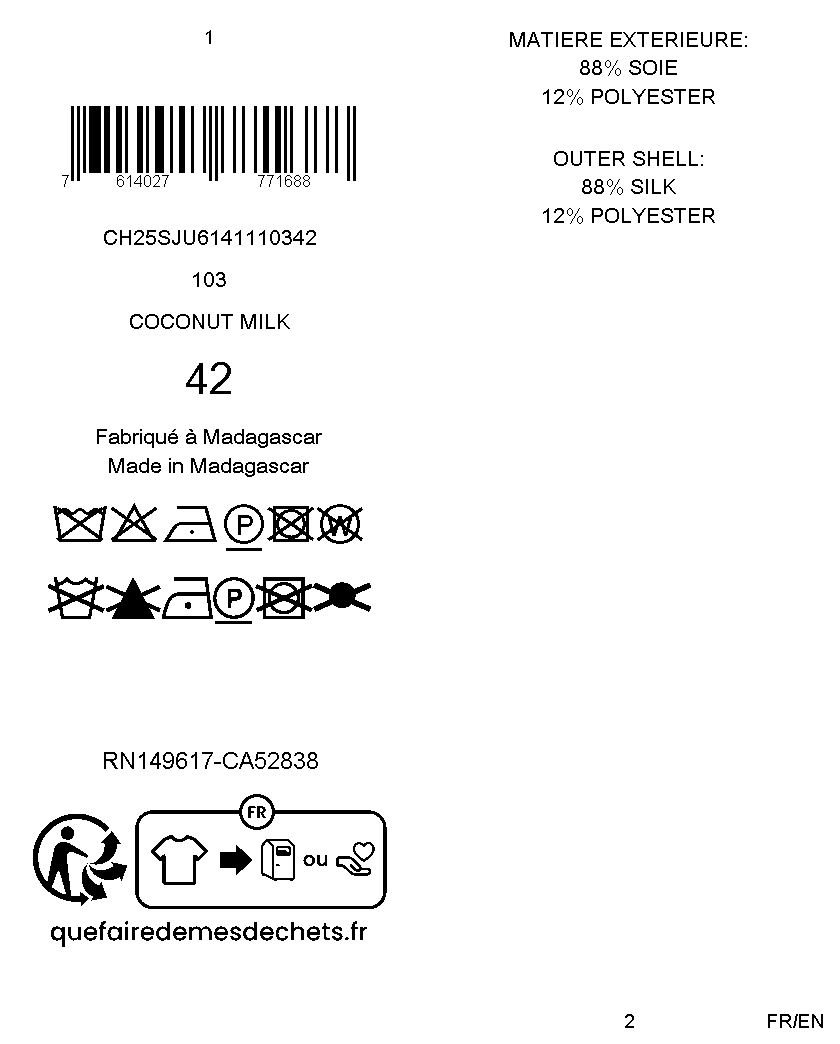 1
7 614027 771688
CH25SJU6141110342
103
COCONUT MILK
42
Fabriqué à Madagascar
Made in Madagascar
P W
P
RN149617-CA52838
FR
ou
quefairedemesdechets.fr
MATIERE EXTERIEURE:
88% SOIE
12% POLYESTER
OUTER SHELL:
88% SILK
12% POLYESTER
2
FR/EN